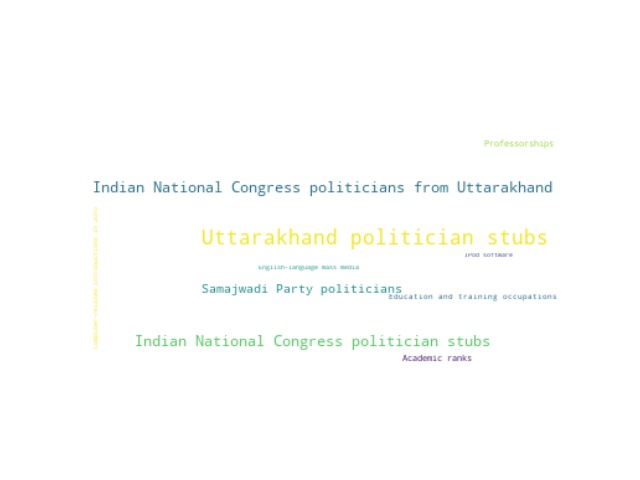 Professorships
Indian National Congress politicians from Uttarakhand
Uttarakhand politician stubs
iPod software
English-language mass media
Samajwadi Party politicians
Education and training occupations
Indian National Congress politician stubs
Academic ranks